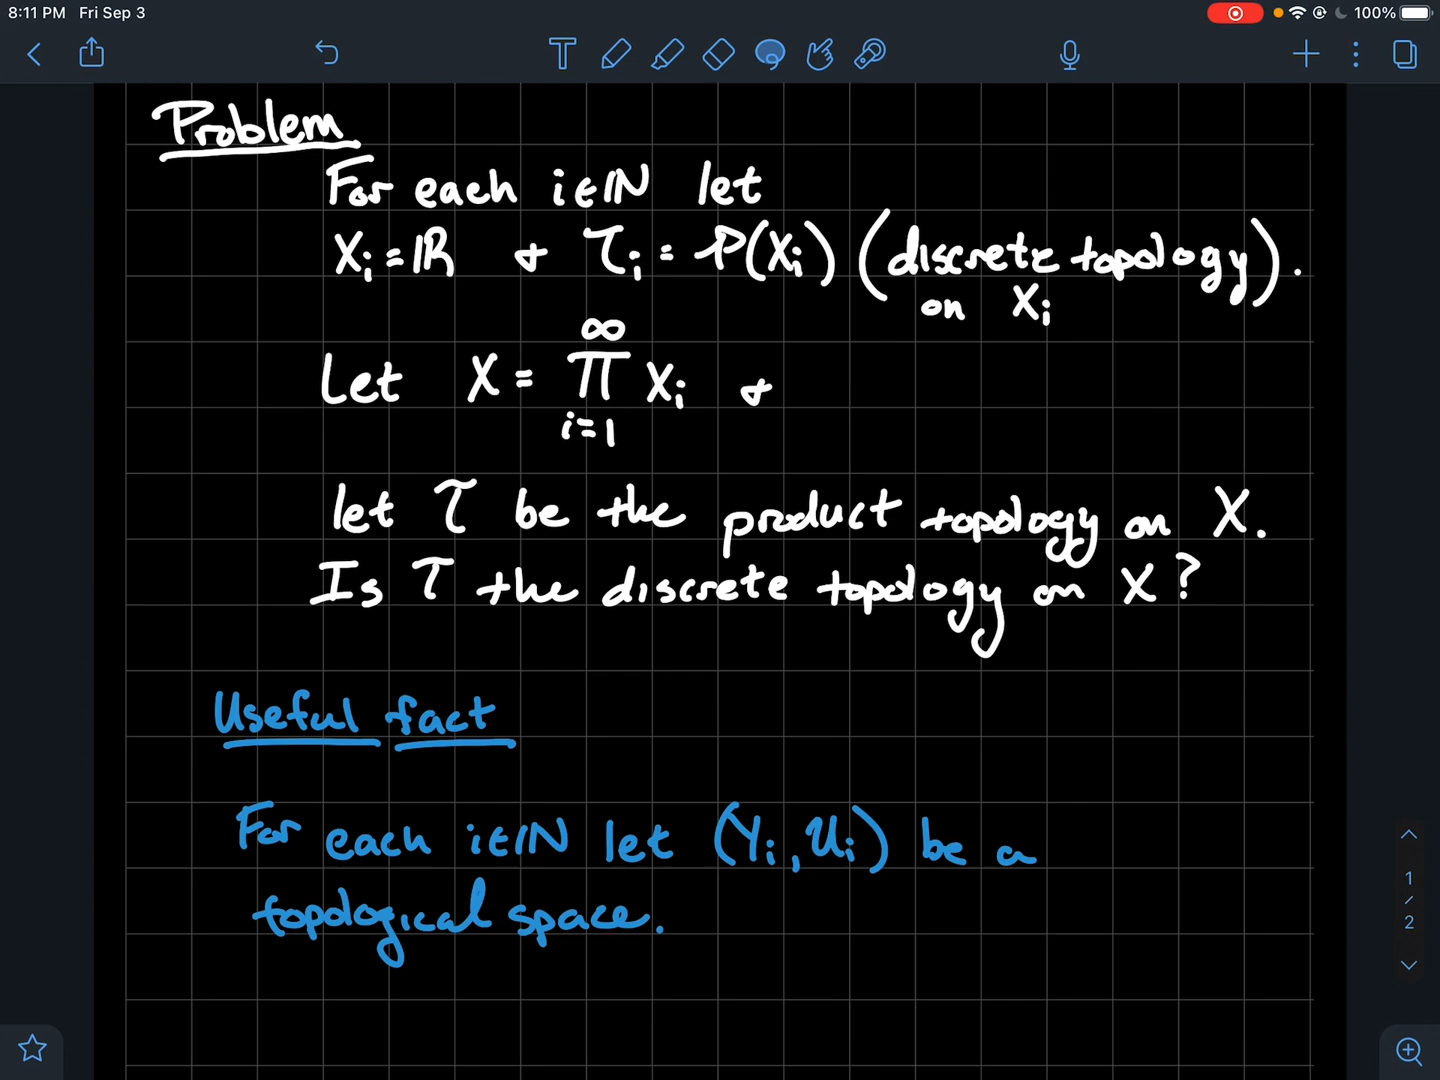 8:11 PM Fri Sep 3
100%
Problem
For each i∈ℕ let
Xᵢ = ℝ & τᵢ = P(Xᵢ) (discrete topology on Xᵢ).
Let X = ∏_{i=1}^{∞} Xᵢ &
let τ be the product topology on X.
Is τ the discrete topology on X?
Useful fact
For each i∈ℕ let (Yᵢ, Uᵢ) be a
topological space.
1
/
2